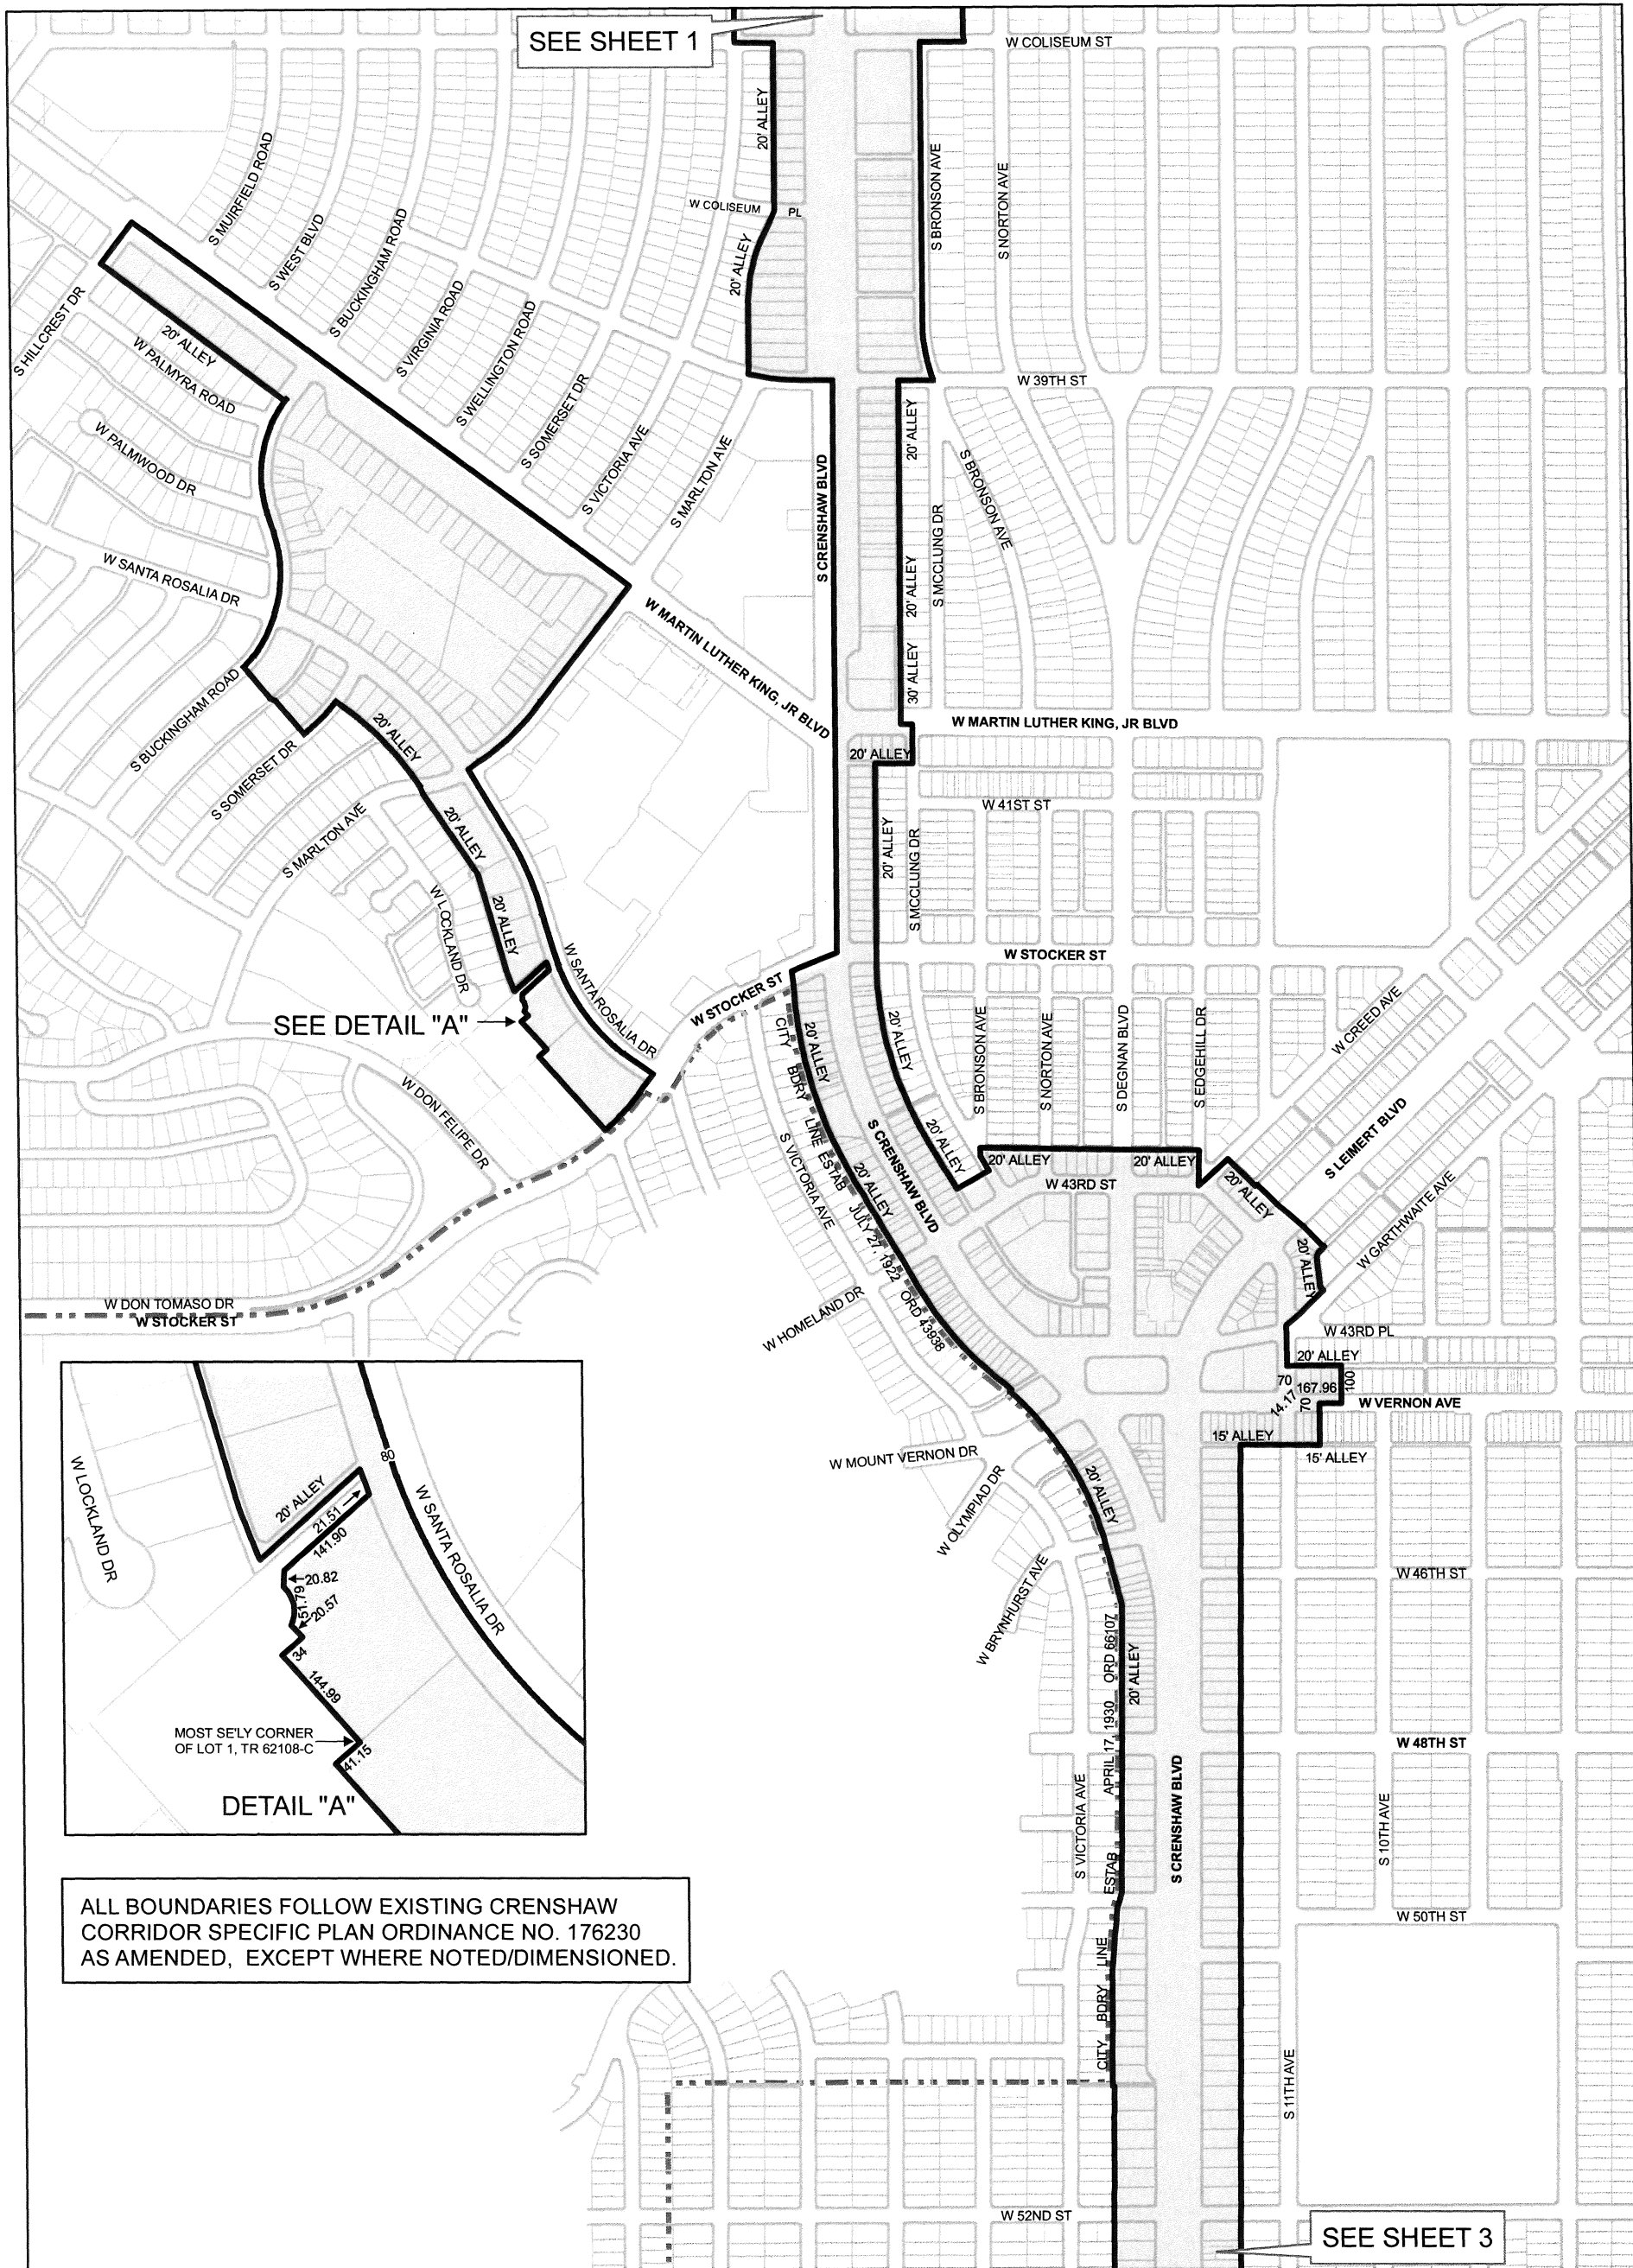 SEE SHEET 1
W COLISEUM ST
20' ALLEY
S MUIRFIELD ROAD
S WEST BLVD
S BUCKINGHAM ROAD
W COLISEUM PL
S BRONSON AVE
S NORTON AVE
20' ALLEY
S HILLCREST DR
20' ALLEY
W PALMYRA ROAD
S VIRGINIA ROAD
S WELLINGTON ROAD
W 39TH ST
S SOMERSET DR
S VICTORIA AVE
S MARLTON AVE
W PALMWOOD DR
20' ALLEY
S CRENSHAW BLVD
S BRONSON AVE
W SANTA ROSALIA DR
20' ALLEY
S MCCLUNG DR
W MARTIN LUTHER KING, JR BLVD
30' ALLEY
S BUCKINGHAM ROAD
W MARTIN LUTHER KING, JR BLVD
20' ALLEY
20' ALLEY
S SOMERSET DR
W 41ST ST
S MARLTON AVE
20' ALLEY
20' ALLEY
S MCCLUNG DR
W LOCKLAND DR
20' ALLEY
W STOCKER ST
W SANTA ROSALIA DR
W STOCKER ST
SEE DETAIL "A"
CITY BDRY LINE ESTAB JULY 27, 1922 ORD 43938
20' ALLEY
20' ALLEY
S BRONSON AVE
S NORTON AVE
S DEGNAN BLVD
S EDGEHILL DR
W CREED AVE
W DON FELIPE DR
S VICTORIA AVE
20' ALLEY
S CRENSHAW BLVD
20' ALLEY
20' ALLEY
20' ALLEY
W 43RD ST
20' ALLEY
S LEIMERT BLVD
W GARTHWAITE AVE
20' ALLEY
W DON TOMASO DR
W STOCKER ST
W HOMELAND DR
W 43RD PL
20' ALLEY
70
167.96
100
14.17
70
W VERNON AVE
15' ALLEY
15' ALLEY
W MOUNT VERNON DR
20' ALLEY
W OLYMPIAD DR
W BRYNHURST AVE
W 46TH ST
20' ALLEY
CITY BDRY LINE ESTAB APRIL 17, 1930 ORD 66107
W 48TH ST
S VICTORIA AVE
S CRENSHAW BLVD
S 10TH AVE
W 50TH ST
S 11TH AVE
W 52ND ST
SEE SHEET 3
W LOCKLAND DR
80
20' ALLEY
21.51
141.90
W SANTA ROSALIA DR
20.82
51.79
20.57
34
144.99
MOST SE'LY CORNER
OF LOT 1, TR 62108-C
41.15
DETAIL "A"
ALL BOUNDARIES FOLLOW EXISTING CRENSHAW
CORRIDOR SPECIFIC PLAN ORDINANCE NO. 176230
AS AMENDED, EXCEPT WHERE NOTED/DIMENSIONED.